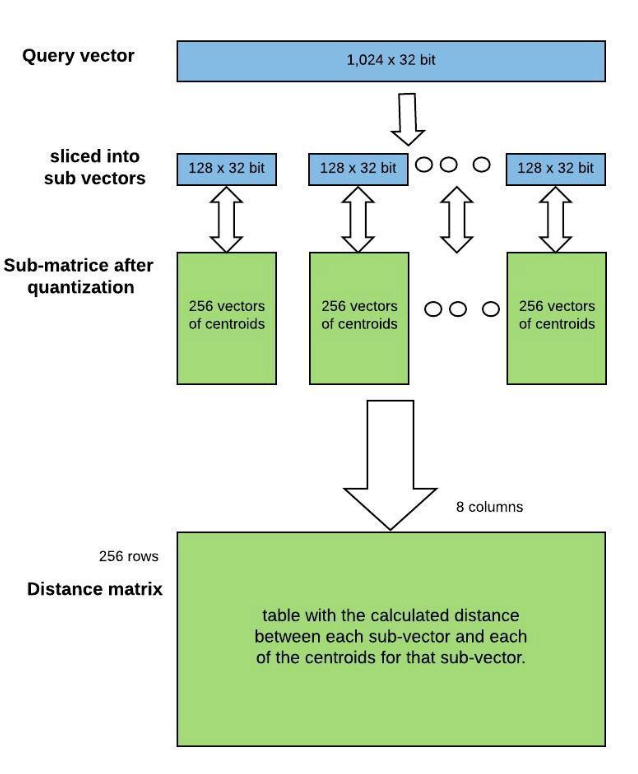 Query vector
1,024 x 32 bit
sliced into
sub vectors
128 x 32 bit
128 x 32 bit
128 x 32 bit
Sub-matrice after
quantization
256 vectors
of centroids
256 vectors
of centroids
256 vectors
of centroids
8 columns
256 rows
Distance matrix
table with the calculated distance
between each sub-vector and each
of the centroids for that sub-vector.